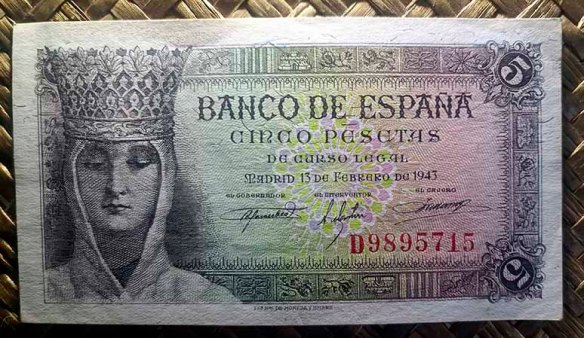 5
BANCO DE ESPAÑA
CINCO PESETAS
DE CURSO LEGAL
MADRID 13 DE FEBRERO DE 1943
EL GOBERNADOR EL INTERVENTOR EL CAJERO
D9895715
5